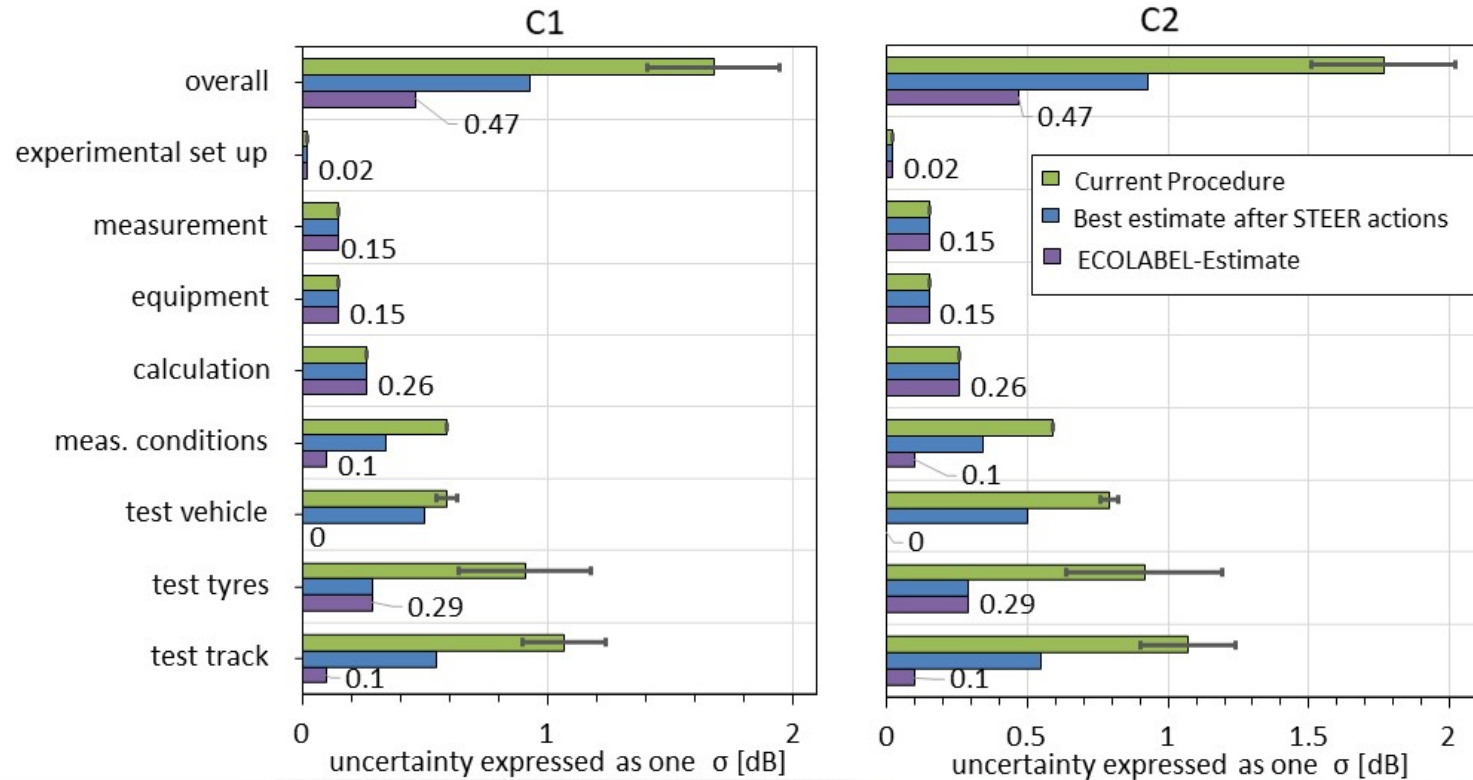 C1
C2
overall
0.47
0.47
experimental set up
0.02
0.02
Current Procedure
Best estimate after STEER actions
ECOLABEL-Estimate
measurement
0.15
0.15
equipment
0.15
0.15
calculation
0.26
0.26
meas. conditions
0.1
0.1
test vehicle
0
0
test tyres
0.29
0.29
test track
0.1
0.1
0 1 2
0 0.5 1 1.5 2
uncertainty expressed as one σ [dB]
uncertainty expressed as one σ [dB]